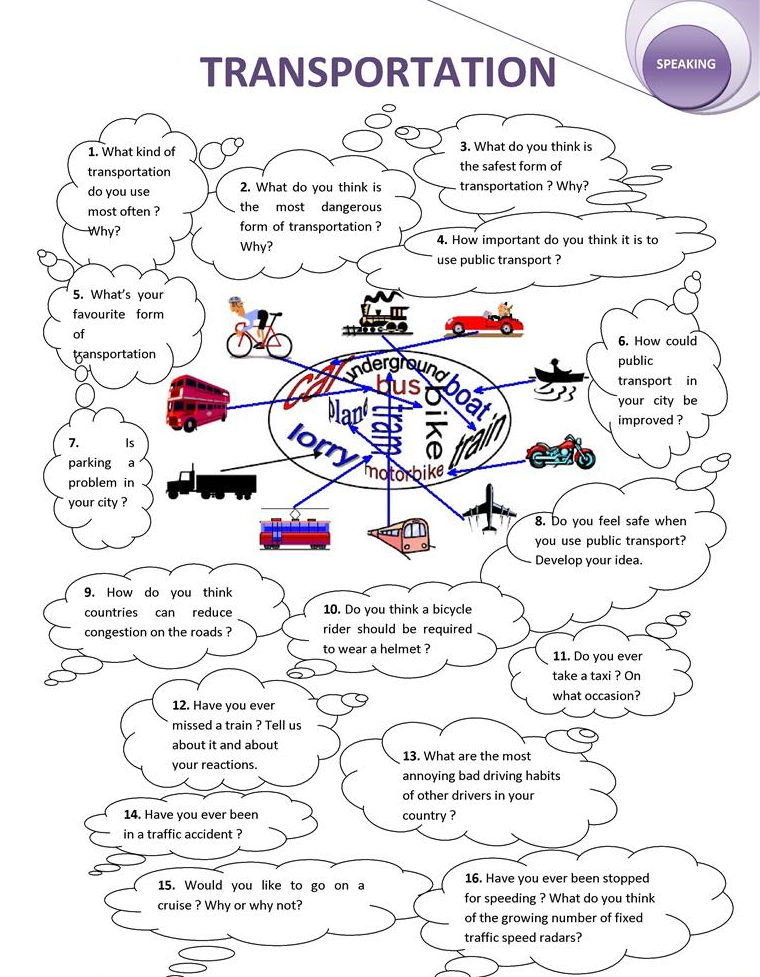 TRANSPORTATION
SPEAKING
1. What kind of
transportation
do you use
most often ?
Why?
2. What do you think is
the most dangerous
form of transportation ?
Why?
3. What do you think is
the safest form of
transportation ? Why?
4. How important do you think it is to
use public transport ?
5. What's your
favourite form
of
transportation
6. How could
public
transport in
your city be
improved ?
car
underground
bus
boat
plane
tram
bike
train
lorry
motorbike
7. Is
parking a
problem in
your city ?
8. Do you feel safe when
you use public transport?
Develop your idea.
9. How do you think
countries can reduce
congestion on the roads ?
10. Do you think a bicycle
rider should be required
to wear a helmet ?
11. Do you ever
take a taxi ? On
what occasion?
12. Have you ever
missed a train ? Tell us
about it and about
your reactions.
13. What are the most
annoying bad driving habits
of other drivers in your
country ?
14. Have you ever been
in a traffic accident ?
15. Would you like to go on a
cruise ? Why or why not?
16. Have you ever been stopped
for speeding ? What do you think
of the growing number of fixed
traffic speed radars?